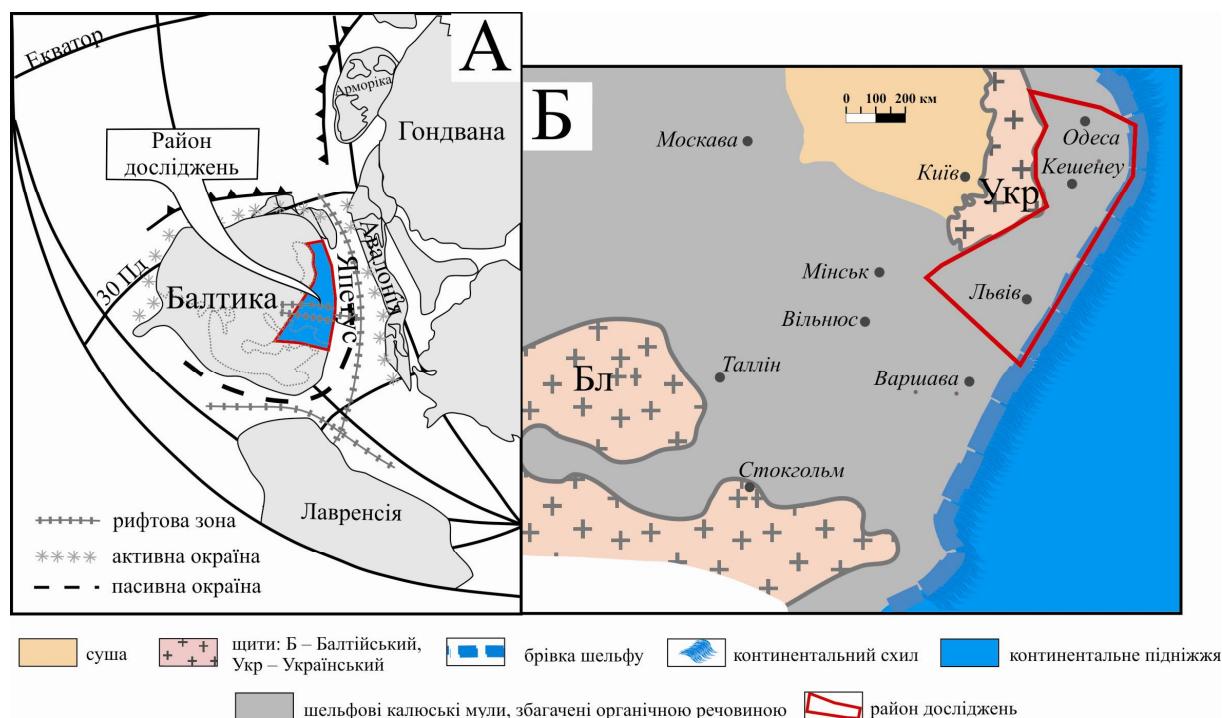 А
Екватор
Арморіка
Гондвана
Район
досліджень
Авалонія
Япетус
30 Пд
Балтика
Лавренсія
рифтова зона
активна окраїна
пасивна окраїна
Б
0 100 200 км
Москава
Одеса
Кешенеу
Київ
Укр
Мінськ
Львів
Вільнюс
Бл
Таллін
Варшава
Стокгольм
суша
щити: Б – Балтійський,
Укр – Український
брівка шельфу
континентальний схил
континентальне підніжжя
шельфові калюські мули, збагачені органічною речовиною
район досліджень